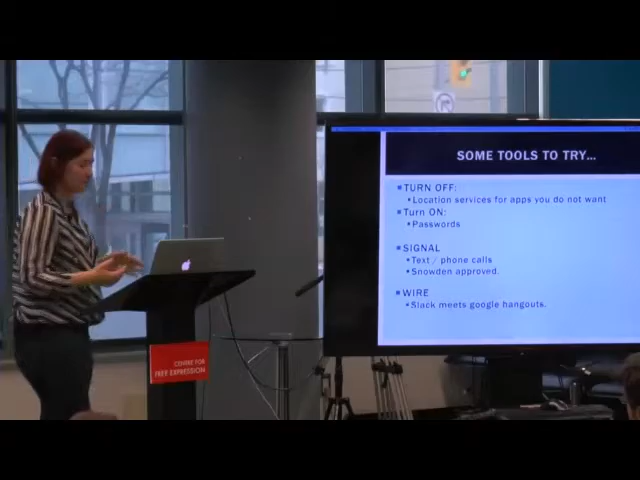 SOME TOOLS TO TRY...
TURN OFF:
Location services for apps you do not want
Turn ON:
Passwords
SIGNAL
Text / phone calls
Snowden approved.
WIRE
Slack meets google hangouts.
CENTRE FOR
FREE EXPRESSION